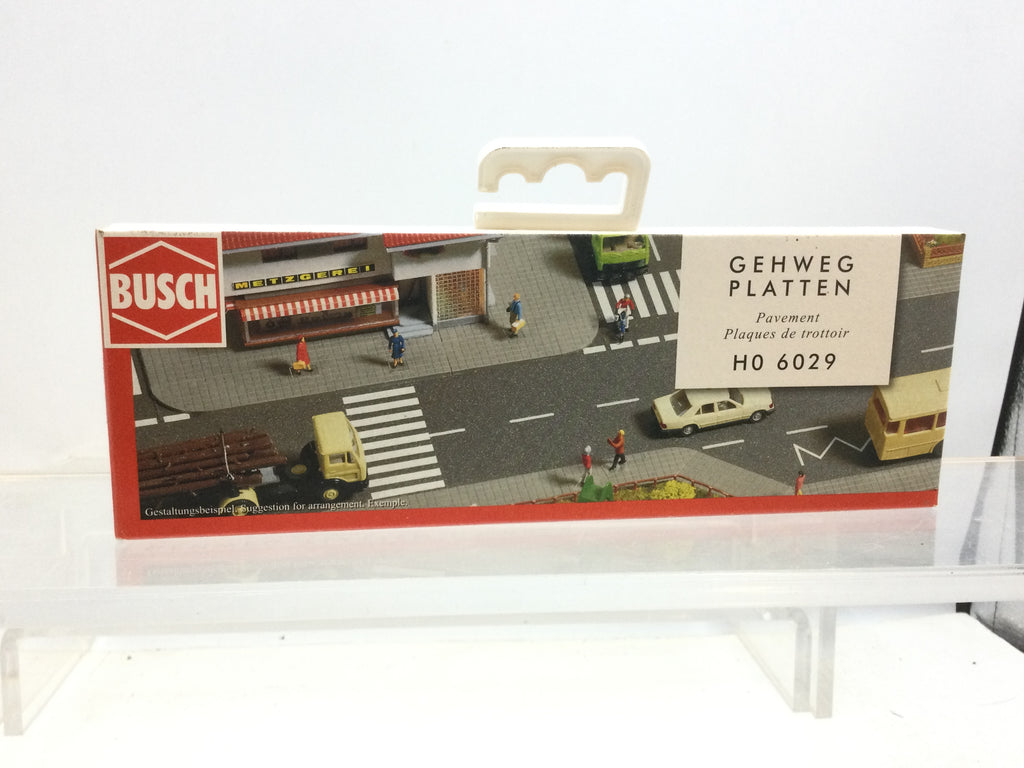 BUSCH
METZGEREI
GEHWEG
PLATTEN
Pavement
Plaques de trottoir
H0 6029
Gestaltungsbeispiel. Suggestion for arrangement. Exemple.